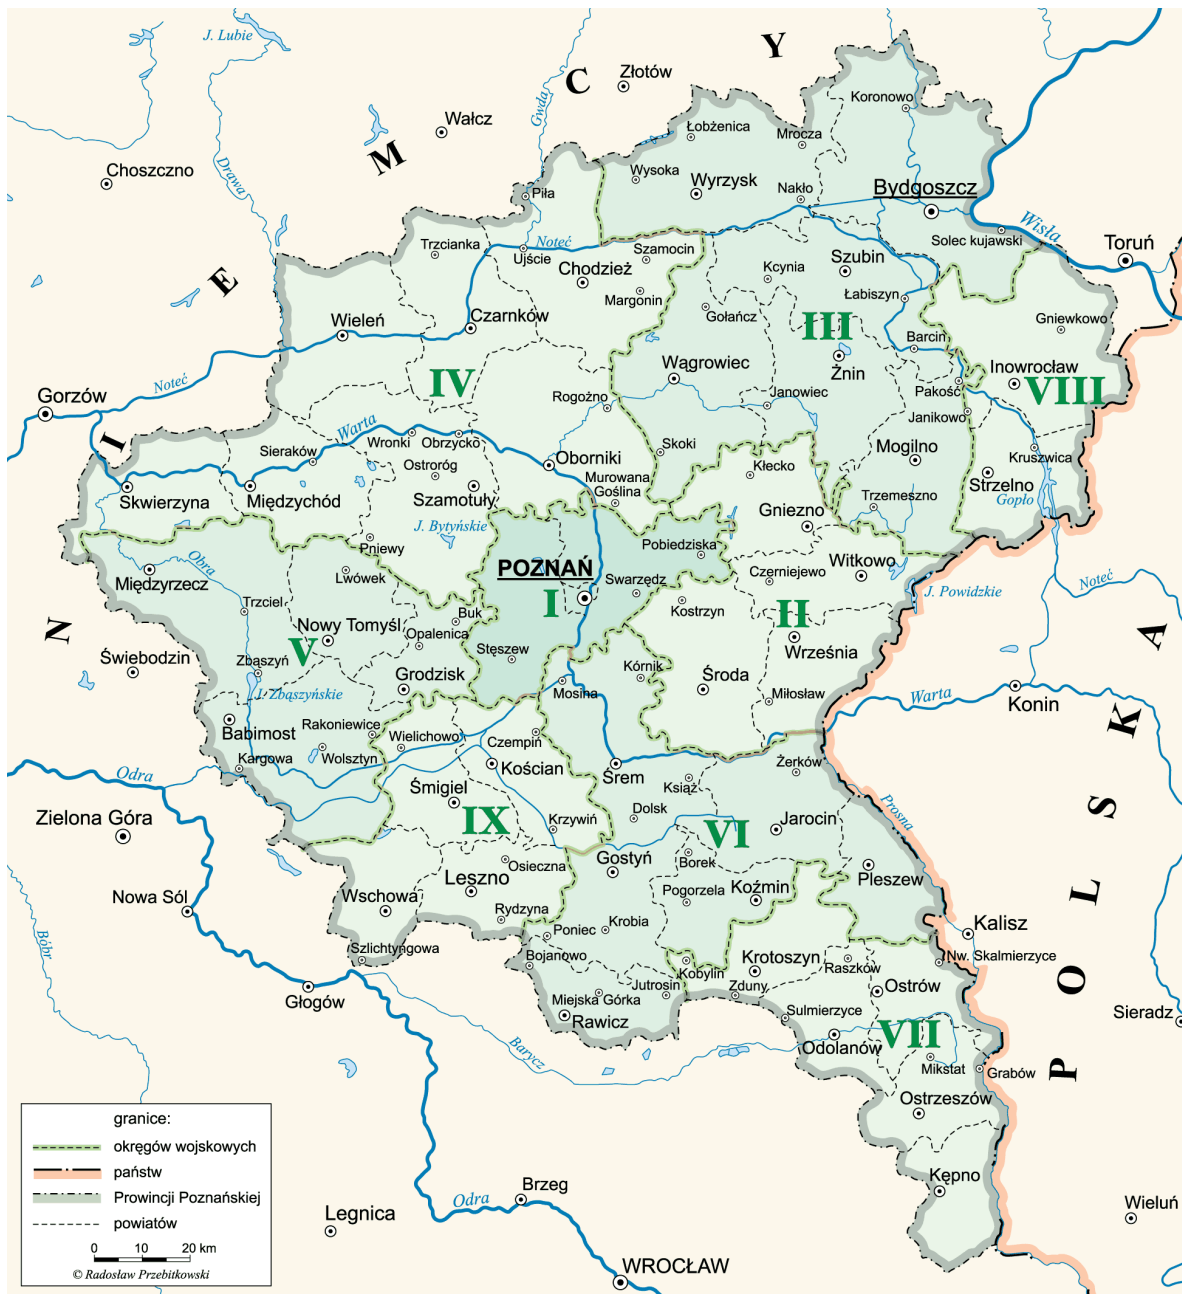 J. Lubie
Y
C
M
E
I
N
Złotów
Koronowo
Wałcz
Gwda
Łobżenica
Mrocza
Choszczno
Drawa
Wysoka
Wyrzysk
Nakło
Bydgoszcz
Piła
Wisła
Solec kujawski
Toruń
Trzcianka
Noteć
Ujście
Szamocin
Chodzież
Kcynia
Szubin
Margonin
Łabiszyn
Gołańcz
Gniewkowo
Wieleń
Czarnków
III
Barcin
Wągrowiec
Żnin
Inowrocław
Noteć
IV
VIII
Pakość
Gorzów
Rogoźno
Janowiec
Janikowo
Warta
Wronki
Obrzycko
Sieraków
Skoki
Mogilno
Kruszwica
Oborniki
Ostroróg
Murowana
Goślina
Kłecko
Strzelno
Skwierzyna
Międzychód
Szamotuły
Trzemeszno
Gopło
Gniezno
J. Bytyńskie
Pniewy
Pobiedziska
Obra
Witkowo
Międzyrzecz
Lwówek
POZNAŃ
Swarzędz
Czerniejewo
Noteć
J. Powidzkie
Trzciel
I
Kostrzyn
II
Buk
Nowy Tomyśl
Opalenica
V
Stęszew
Września
Świebodzin
Zbąszyń
Grodzisk
Kórnik
Środa
J. Zbąszyńskie
Mosina
Miłosław
Warta
Konin
Babimost
Rakoniewice
Wielichowo
Czempiń
Kargowa
Wolsztyn
Kościan
Śrem
Żerków
Odra
Śmigiel
Książ
Prosna
Zielona Góra
IX
Krzywiń
Dolsk
VI
Jarocin
Osieczna
Gostyń
Borek
Pleszew
Leszno
Nowa Sól
Wschowa
Pogorzela
Koźmin
Rydzyna
Krobia
Poniec
Kalisz
Bóbr
Szlichtyngowa
Bojanowo
Kobylin
Krotoszyn
Raszków
Nw. Skalmierzyce
Głogów
Miejska Górka
Jutrosin
Zduny
Ostrów
Rawicz
Sulmierzyce
Sieradz
VII
Odolanów
Barycz
Mikstat
Grabów
Ostrzeszów
P
O
L
S
K
A
Kępno
Brzeg
Odra
Legnica
Wieluń
WROCŁAW
granice:
okręgów wojskowych
państw
Prowincji Poznańskiej
powiatów
0 10 20 km
© Radosław Przebitkowski